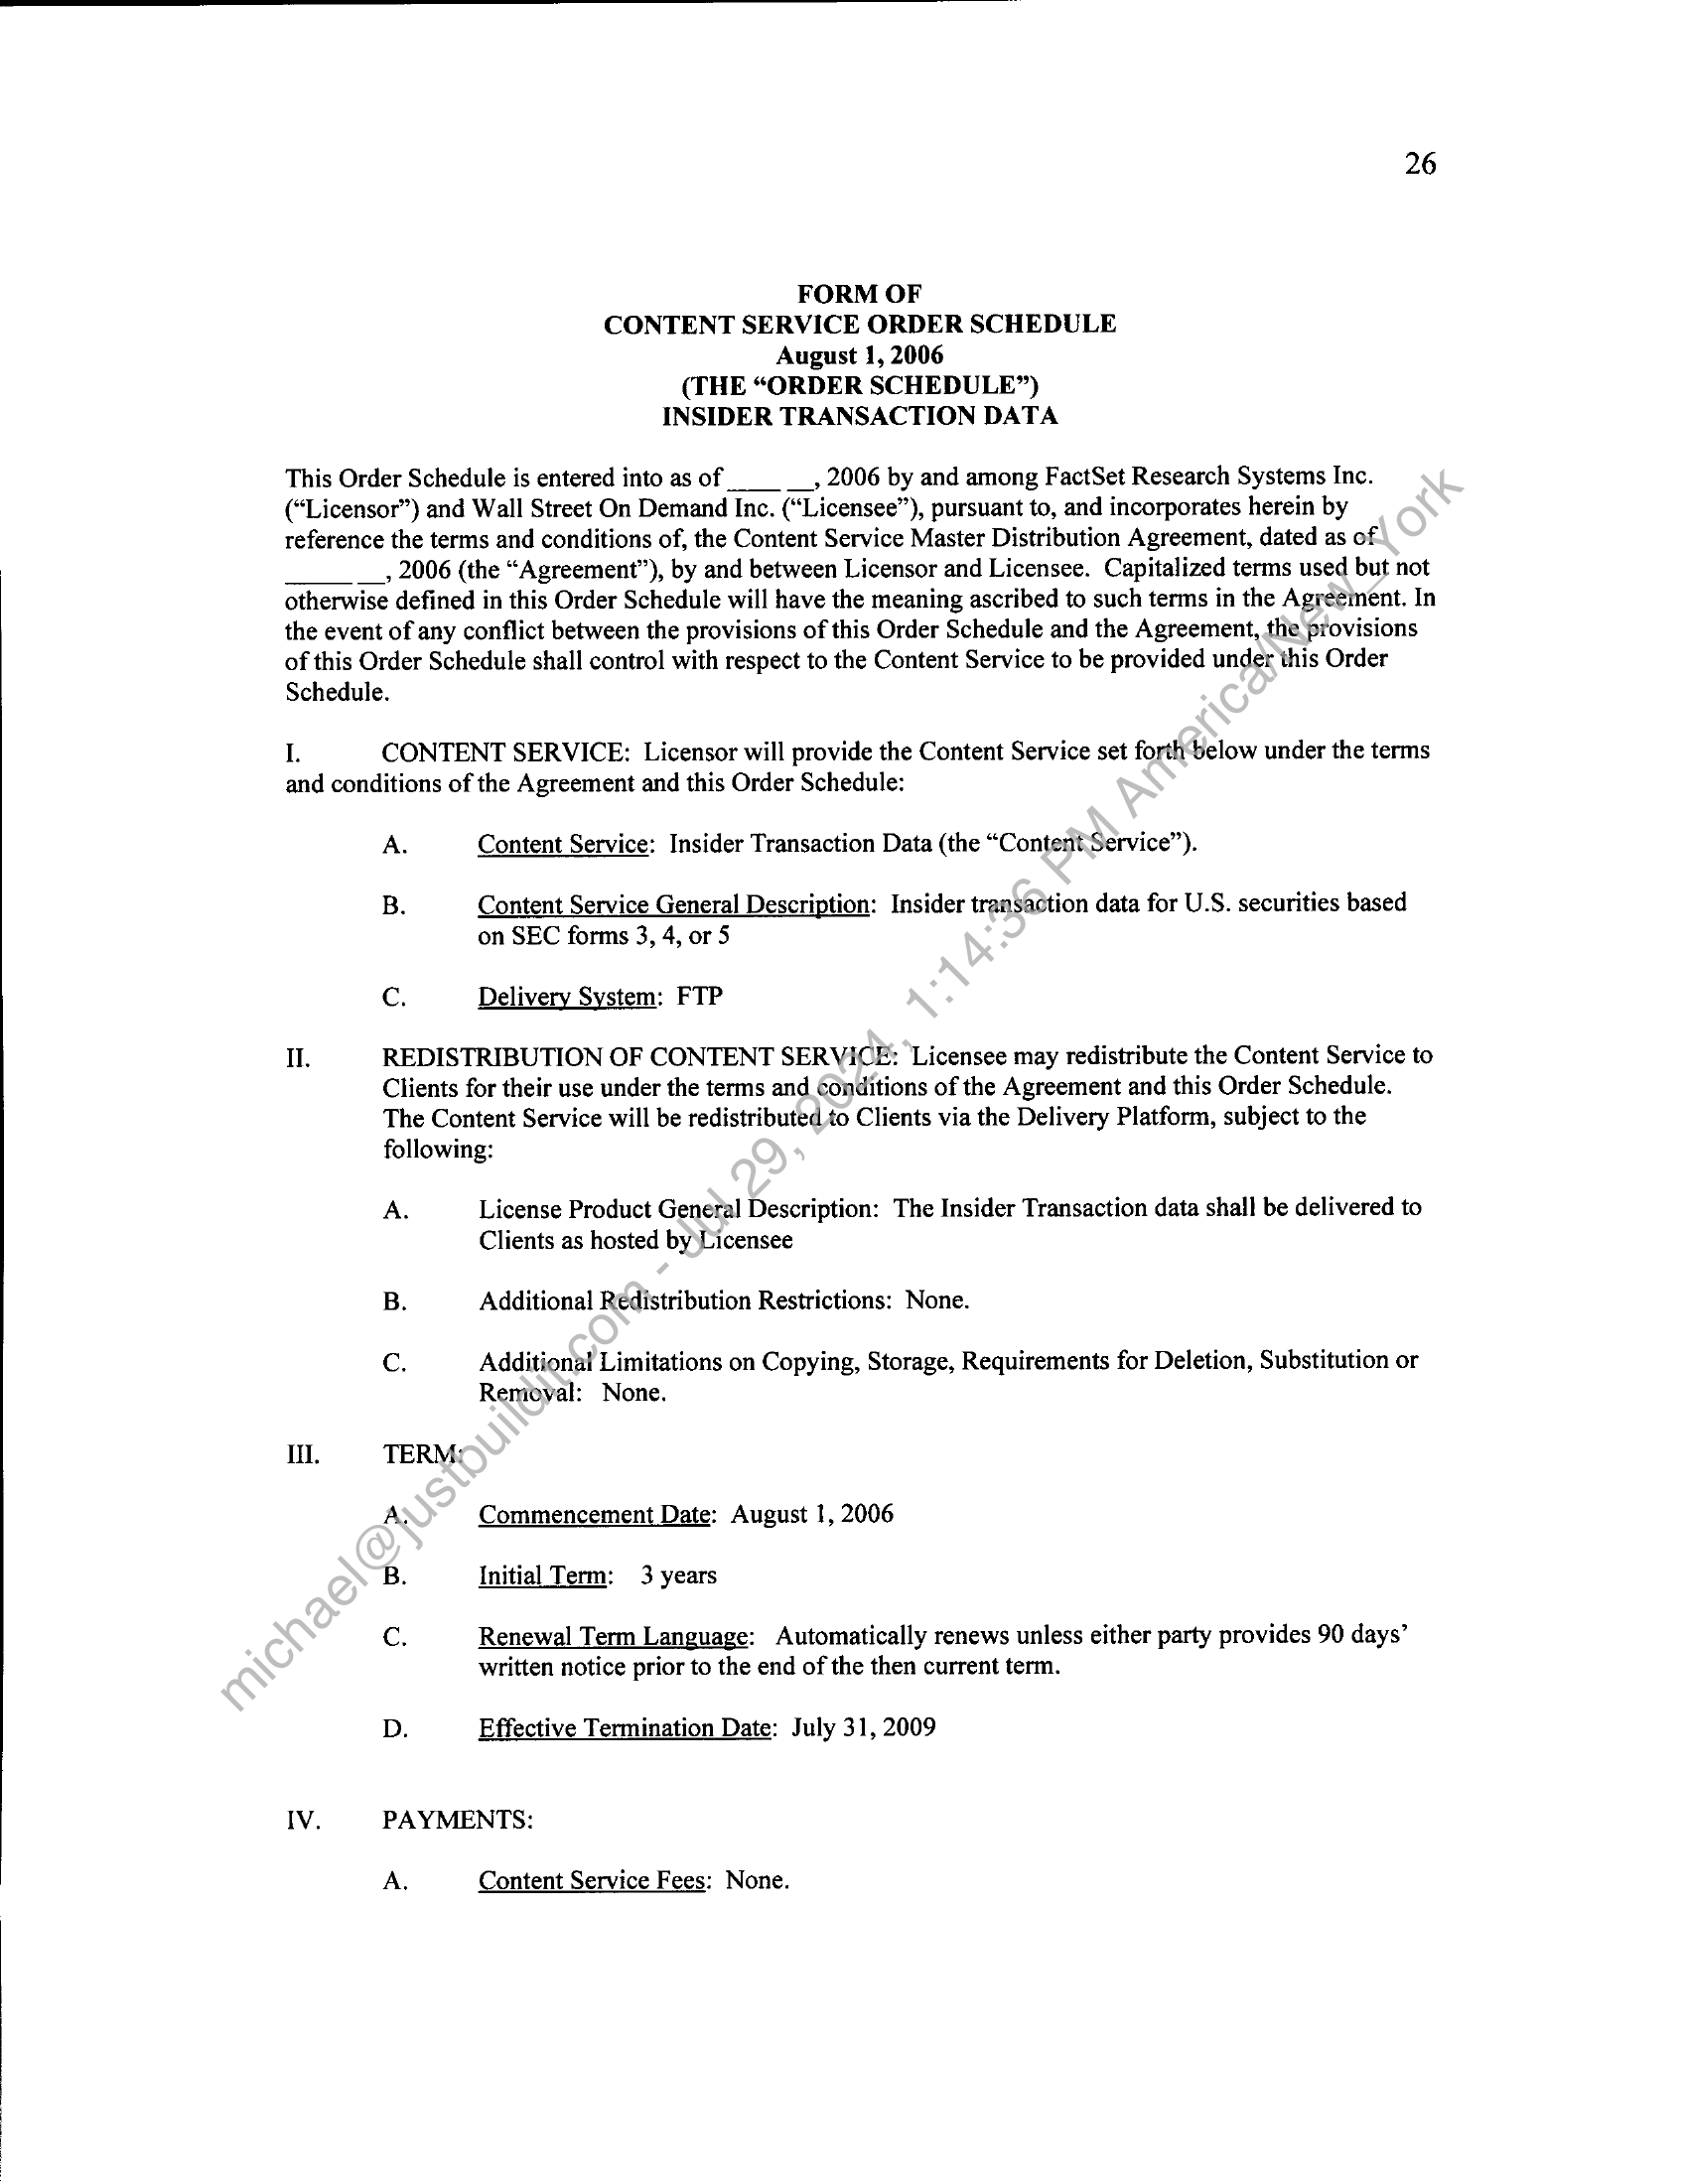 26
FORM OF
CONTENT SERVICE ORDER SCHEDULE
August 1, 2006
(THE “ORDER SCHEDULE”)
INSIDER TRANSACTION DATA
This Order Schedule is entered into as of ____ __, 2006 by and among FactSet Research Systems Inc.
(“Licensor”) and Wall Street On Demand Inc. (“Licensee”), pursuant to, and incorporates herein by
reference the terms and conditions of, the Content Service Master Distribution Agreement, dated as of
_____ __, 2006 (the “Agreement”), by and between Licensor and Licensee. Capitalized terms used but not
otherwise defined in this Order Schedule will have the meaning ascribed to such terms in the Agreement. In
the event of any conflict between the provisions of this Order Schedule and the Agreement, the provisions
of this Order Schedule shall control with respect to the Content Service to be provided under this Order
Schedule.
I. CONTENT SERVICE: Licensor will provide the Content Service set forth below under the terms
and conditions of the Agreement and this Order Schedule:
A. Content Service: Insider Transaction Data (the “Content Service”).
B. Content Service General Description: Insider transaction data for U.S. securities based
on SEC forms 3, 4, or 5
C. Delivery System: FTP
II. REDISTRIBUTION OF CONTENT SERVICE: Licensee may redistribute the Content Service to
Clients for their use under the terms and conditions of the Agreement and this Order Schedule.
The Content Service will be redistributed to Clients via the Delivery Platform, subject to the
following:
A. License Product General Description: The Insider Transaction data shall be delivered to
Clients as hosted by Licensee
B. Additional Redistribution Restrictions: None.
C. Additional Limitations on Copying, Storage, Requirements for Deletion, Substitution or
Removal: None.
III. TERM:
A. Commencement Date: August 1, 2006
B. Initial Term: 3 years
C. Renewal Term Language: Automatically renews unless either party provides 90 days’
written notice prior to the end of the then current term.
D. Effective Termination Date: July 31, 2009
IV. PAYMENTS:
A. Content Service Fees: None.
michael@justbuildit.com - Jul 29, 2024, 1:14:36 PM America/New_York